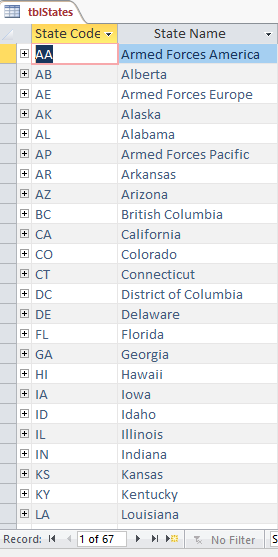 tblStates
State Code State Name
AA Armed Forces America
AB Alberta
AE Armed Forces Europe
AK Alaska
AL Alabama
AP Armed Forces Pacific
AR Arkansas
AZ Arizona
BC British Columbia
CA California
CO Colorado
CT Connecticut
DC District of Columbia
DE Delaware
FL Florida
GA Georgia
HI Hawaii
IA Iowa
ID Idaho
IL Illinois
IN Indiana
KS Kansas
KY Kentucky
LA Louisiana
Record: 1 of 67 No Filter S